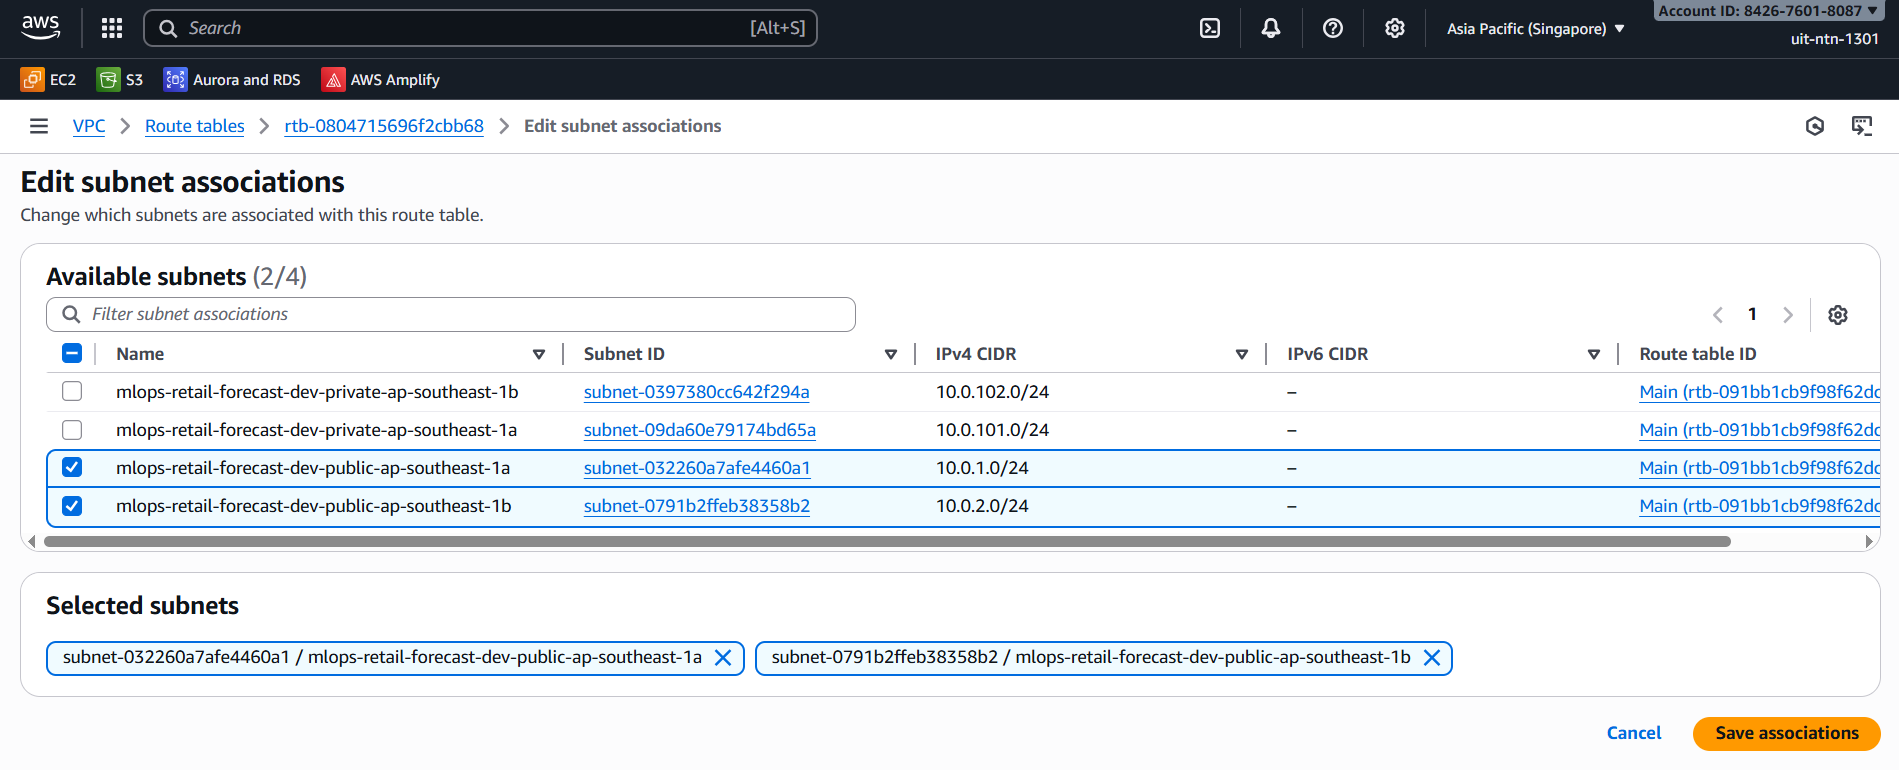 aws
Search [Alt+S]
Asia Pacific (Singapore)
Account ID: 8426-7601-8087
uit-ntn-1301
EC2 S3 Aurora and RDS AWS Amplify
VPC Route tables rtb-0804715696f2cbb68 Edit subnet associations
Edit subnet associations
Change which subnets are associated with this route table.
Available subnets (2/4)
Filter subnet associations
1
Name Subnet ID IPv4 CIDR IPv6 CIDR Route table ID
mlops-retail-forecast-dev-private-ap-southeast-1b subnet-0397380cc642f294a 10.0.102.0/24 – Main (rtb-091bb1cb9f98f62dc
mlops-retail-forecast-dev-private-ap-southeast-1a subnet-09da60e79174bd65a 10.0.101.0/24 – Main (rtb-091bb1cb9f98f62dc
mlops-retail-forecast-dev-public-ap-southeast-1a subnet-032260a7afe4460a1 10.0.1.0/24 – Main (rtb-091bb1cb9f98f62dc
mlops-retail-forecast-dev-public-ap-southeast-1b subnet-0791b2ffeb38358b2 10.0.2.0/24 – Main (rtb-091bb1cb9f98f62dc
Selected subnets
subnet-032260a7afe4460a1 / mlops-retail-forecast-dev-public-ap-southeast-1a subnet-0791b2ffeb38358b2 / mlops-retail-forecast-dev-public-ap-southeast-1b
Cancel Save associations